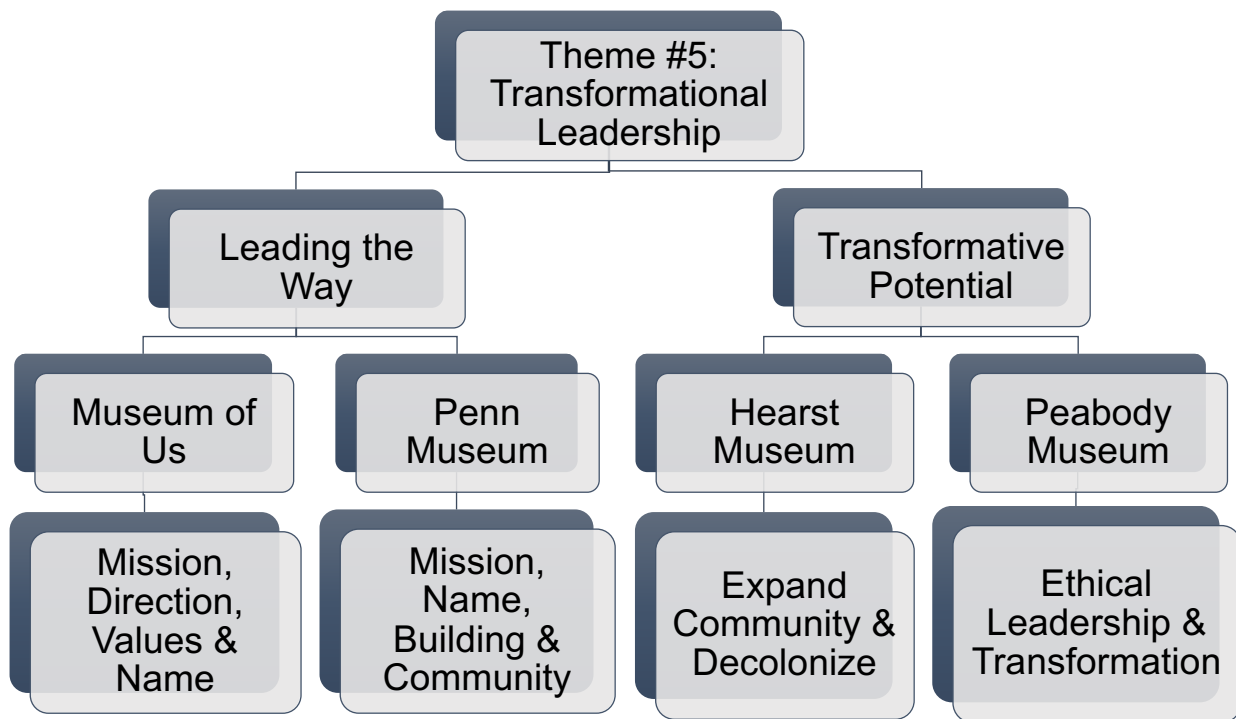 Theme #5:
Transformational
Leadership
Leading the
Way
Transformative
Potential
Museum of
Us
Penn
Museum
Hearst
Museum
Peabody
Museum
Mission,
Direction,
Values &
Name
Mission,
Name,
Building &
Community
Expand
Community &
Decolonize
Ethical
Leadership &
Transformation